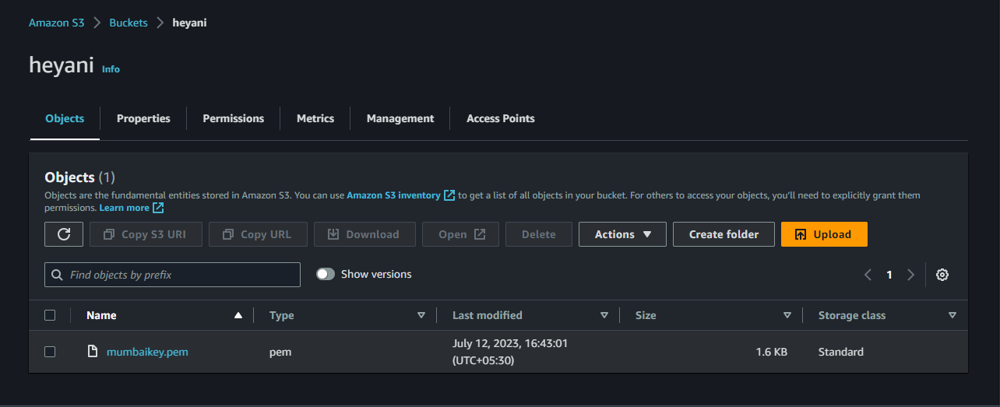 Amazon S3 > Buckets > heyani
heyani Info
Objects Properties Permissions Metrics Management Access Points
Objects (1)
Objects are the fundamental entities stored in Amazon S3. You can use Amazon S3 inventory to get a list of all objects in your bucket. For others to access your objects, you'll need to explicitly grant them
permissions. Learn more
Copy S3 URI Copy URL Download Open Delete Actions Create folder Upload
Find objects by prefix Show versions 1
Name Type Last modified Size Storage class
mumbaikey.pem pem July 12, 2023, 16:43:01 1.6 KB Standard
(UTC+05:30)